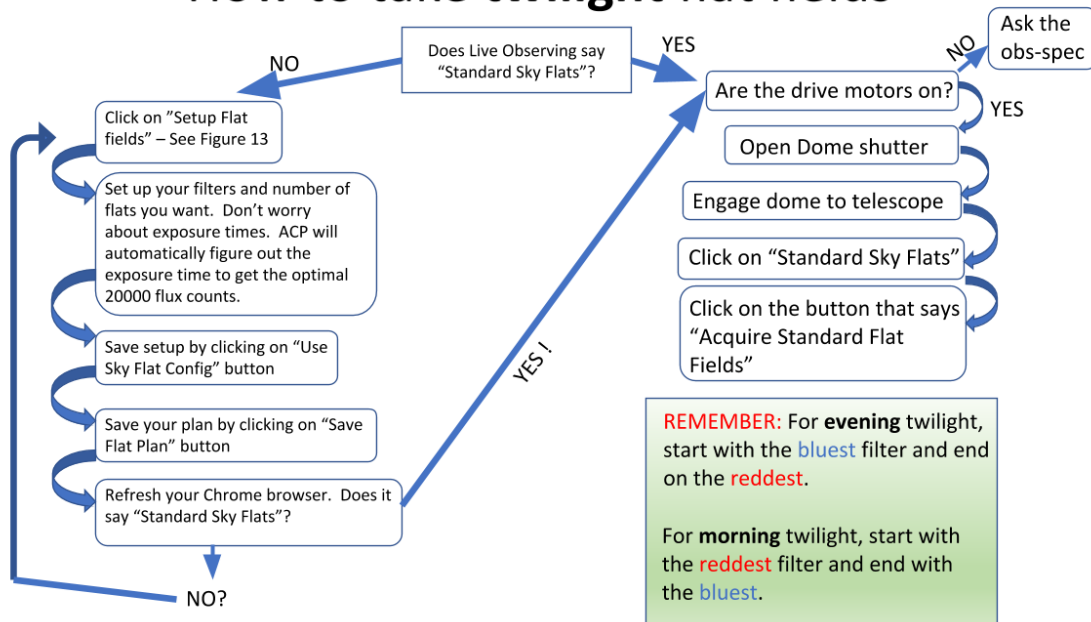 How to take twilight flat fields
Does Live Observing say
“Standard Sky Flats”?
NO
YES
Click on ”Setup Flat
fields” – See Figure 13
Set up your filters and number of
flats you want.  Don’t worry
about exposure times.  ACP will
automatically figure out the
exposure time to get the optimal
20000 flux counts.
Save setup by clicking on “Use
Sky Flat Config” button
Save your plan by clicking on “Save
Flat Plan” button
Refresh your Chrome browser.  Does it
say “Standard Sky Flats”?
NO?
YES !
Are the drive motors on?
NO
Ask the
obs-spec
YES
Open Dome shutter
Engage dome to telescope
Click on “Standard Sky Flats”
Click on the button that says
“Acquire Standard Flat
Fields”
REMEMBER: For evening twilight,
start with the bluest filter and end
on the reddest.
For morning twilight, start with
the reddest filter and end with
the bluest.